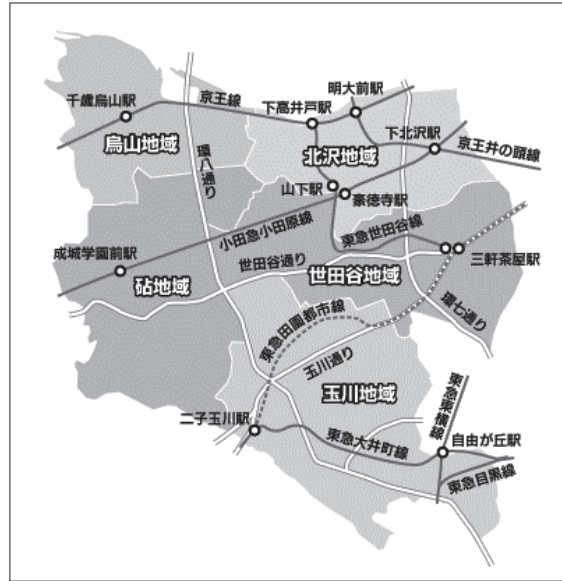 明大前駅
京王線
千歳烏山駅
下高井戸駅
下北沢駅
烏山地域
北沢地域
京王井の頭線
環八通り
山下駅
豪徳寺駅
小田急小田原線
東急世田谷線
成城学園前駅
世田谷通り
三軒茶屋駅
砧地域
世田谷地域
環七通り
東急田園都市線
玉川通り
玉川地域
二子玉川駅
東急東横線
東急大井町線
自由が丘駅
東急目黒線